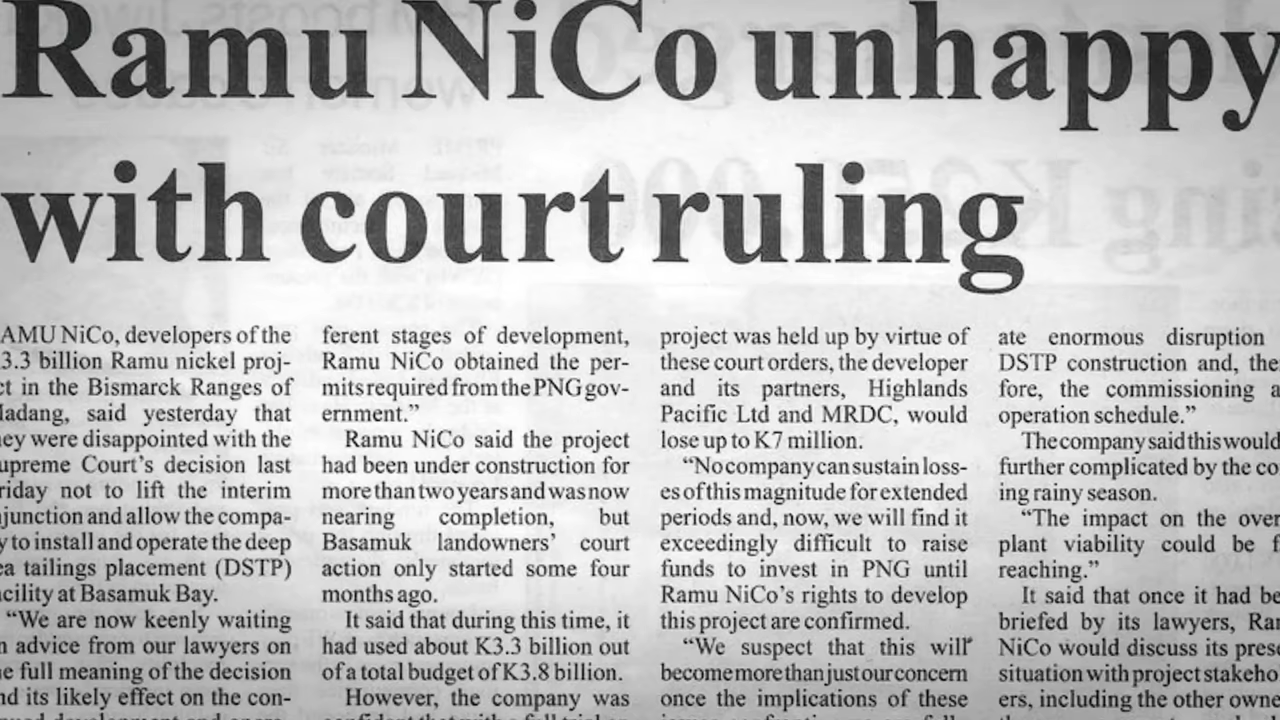 Ramu NiCo unhappy
with court ruling
AMU NiCo, developers of the
3.3 billion Ramu nickel proj-
ct in the Bismarck Ranges of
adang, said yesterday that
ey were disappointed with the
upreme Court's decision last
riday not to lift the interim
junction and allow the compa-
y to install and operate the deep
ea tailings placement (DSTP)
cility at Basamuk Bay.
"We are now keenly waiting
n advice from our lawyers on
e full meaning of the decision
nd its likely effect on the con-
ferent stages of development,
Ramu NiCo obtained the per-
mits required from the PNG gov-
ernment."
Ramu NiCo said the project
had been under construction for
more than two years and was now
nearing completion, but
Basamuk landowners' court
action only started some four
months ago.
It said that during this time, it
had used about K3.3 billion out
of a total budget of K3.8 billion.
However, the company was
project was held up by virtue of
these court orders, the developer
and its partners, Highlands
Pacific Ltd and MRDC, would
lose up to K7 million.
"No company can sustain loss-
es of this magnitude for extended
periods and, now, we will find it
exceedingly difficult to raise
funds to invest in PNG until
Ramu NiCo's rights to develop
this project are confirmed.
"We suspect that this will
become more than just our concern
once the implications of these
ate enormous disruption
DSTP construction and, the
fore, the commissioning a
operation schedule."
The company said this would
further complicated by the co
ing rainy season.
"The impact on the over
plant viability could be f
reaching."
It said that once it had be
briefed by its lawyers, Ra
NiCo would discuss its prese
situation with project stakeho
ers, including the other owne